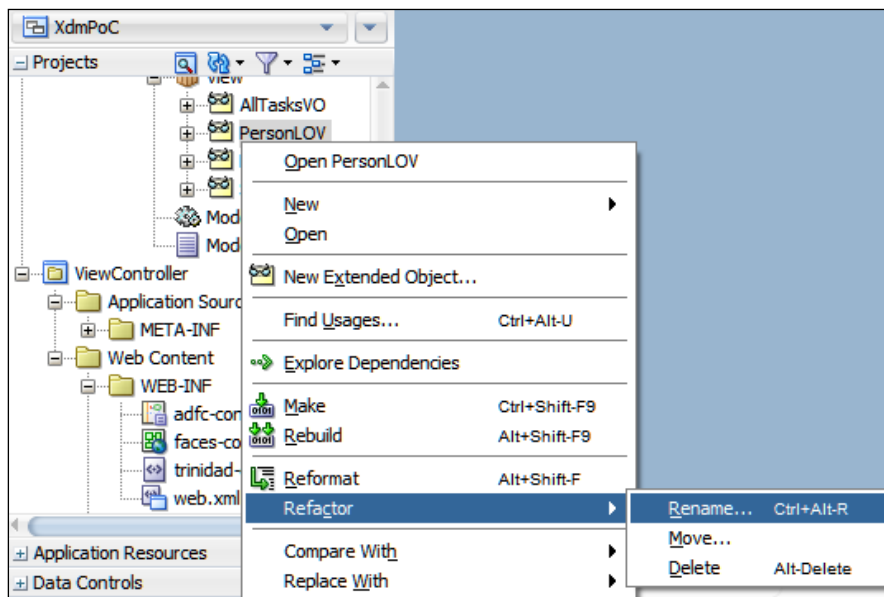 XdmPoC
Projects
view
AllTasksVO
PersonLOV
Open PersonLOV
New
Open
New Extended Object...
Find Usages... Ctrl+Alt-U
Explore Dependencies
Make Ctrl+Shift-F9
Rebuild Alt+Shift-F9
Reformat Alt+Shift-F
Refactor
Compare With
Replace With
Rename... Ctrl+Alt-R
Move...
Delete Alt-Delete
Mod
Mod
ViewController
Application Sourc
META-INF
Web Content
WEB-INF
adfc-con
faces-co
trinidad-
web.xml
Application Resources
Data Controls